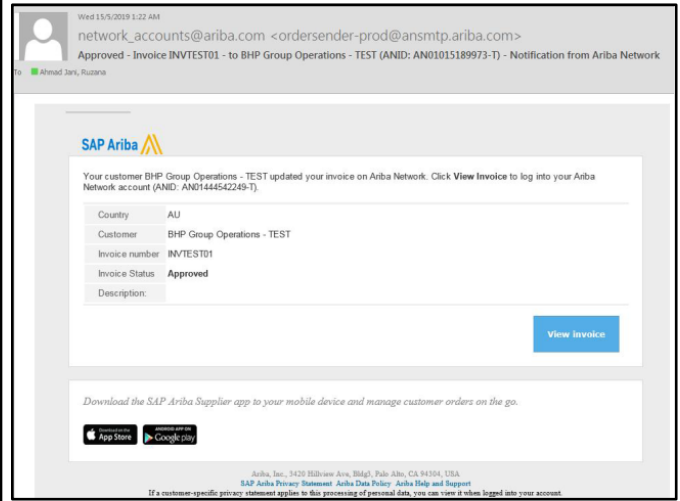 Wed 15/5/2019 1:22 AM
network_accounts@ariba.com <ordersender-prod@ansmtp.ariba.com>
Approved - Invoice INVTEST01 - to BHP Group Operations - TEST (ANID: AN01015189973-T) - Notification from Ariba Network
To Ahmad Jani, Ruzana
SAP Ariba
Your customer BHP Group Operations - TEST updated your invoice on Ariba Network. Click View Invoice to log into your Ariba
Network account (ANID: AN01444542249-T).
Country AU
Customer BHP Group Operations - TEST
Invoice number INVTEST01
Invoice Status Approved
Description:
View invoice
Download the SAP Ariba Supplier app to your mobile device and manage customer orders on the go.
Download on the App Store ANDROID APP ON Google play
Ariba, Inc., 3420 Hillview Ave, Bldg3, Palo Alto, CA 94304, USA
SAP Ariba Privacy Statement Ariba Data Policy Ariba Help and Support
If a customer-specific privacy statement applies to this processing of personal data, you can view it when logged into your account.